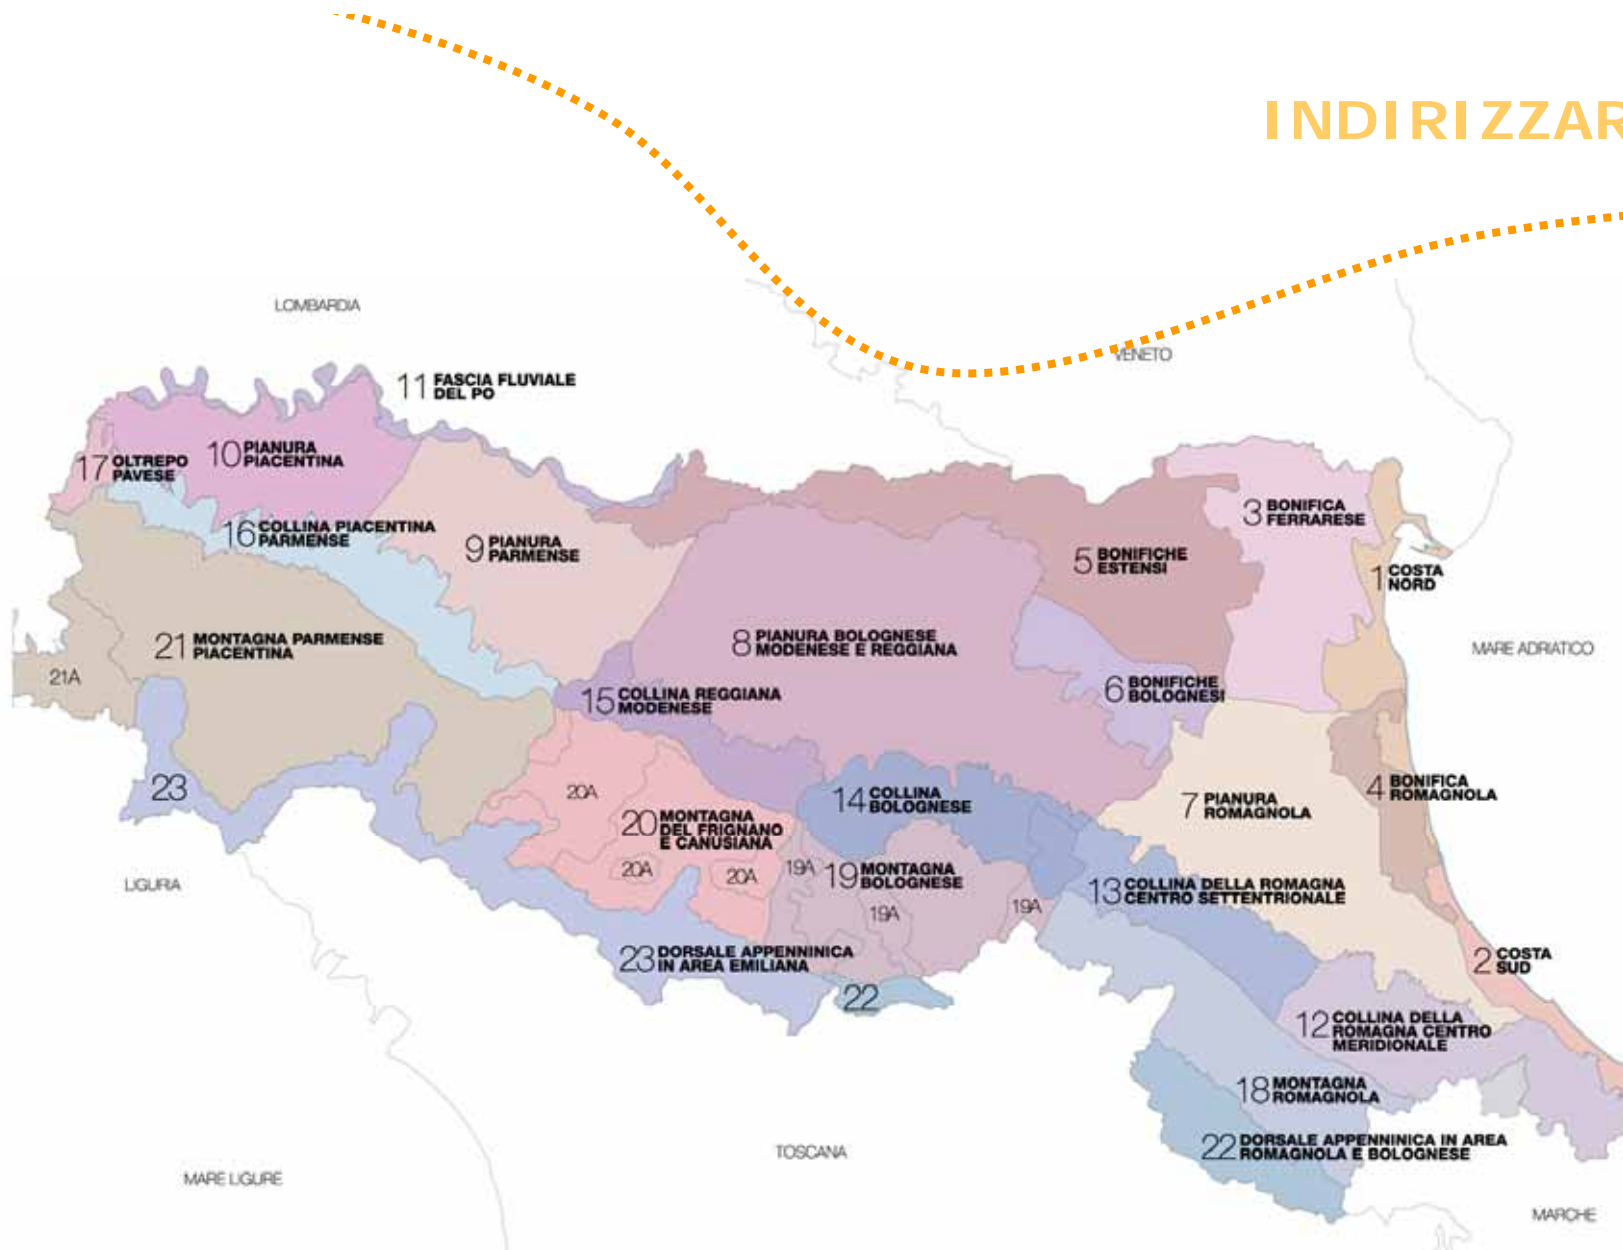 INDIRIZZAR
LOMBARDIA
VENETO
11 FASCIA FLUVIALE
DEL PO
10 PIANURA
PIACENTINA
17 OLTREPO
PAVESE
3 BONIFICA
FERRARESE
16 COLLINA PIACENTINA
PARMENSE
9 PIANURA
PARMENSE
5 BONIFICHE
ESTENSI
1 COSTA
NORD
21 MONTAGNA PARMENSE
PIACENTINA
8 PIANURA BOLOGNESE
MODENESE E REGGIANA
MARE ADRIATICO
21A
6 BONIFICHE
BOLOGNESI
15 COLLINA REGGIANA
MODENESE
23
20A
14 COLLINA
BOLOGNESE
7 PIANURA
ROMAGNOLA
4 BONIFICA
ROMAGNOLA
20 MONTAGNA
DEL FRIGNANO
E CANUSIANA
20A
20A
19A
19 MONTAGNA
BOLOGNESE
LIGURA
13 COLLINA DELLA ROMAGNA
CENTRO SETTENTRIONALE
19A
19A
23 DORSALE APPENNINICA
IN AREA EMILIANA
2 COSTA
SUD
22
12 COLLINA DELLA
ROMAGNA CENTRO
MERIDIONALE
18 MONTAGNA
ROMAGNOLA
22 DORSALE APPENNINICA IN AREA
ROMAGNOLA E BOLOGNESE
TOSCANA
MARE LIGURE
MARCHE